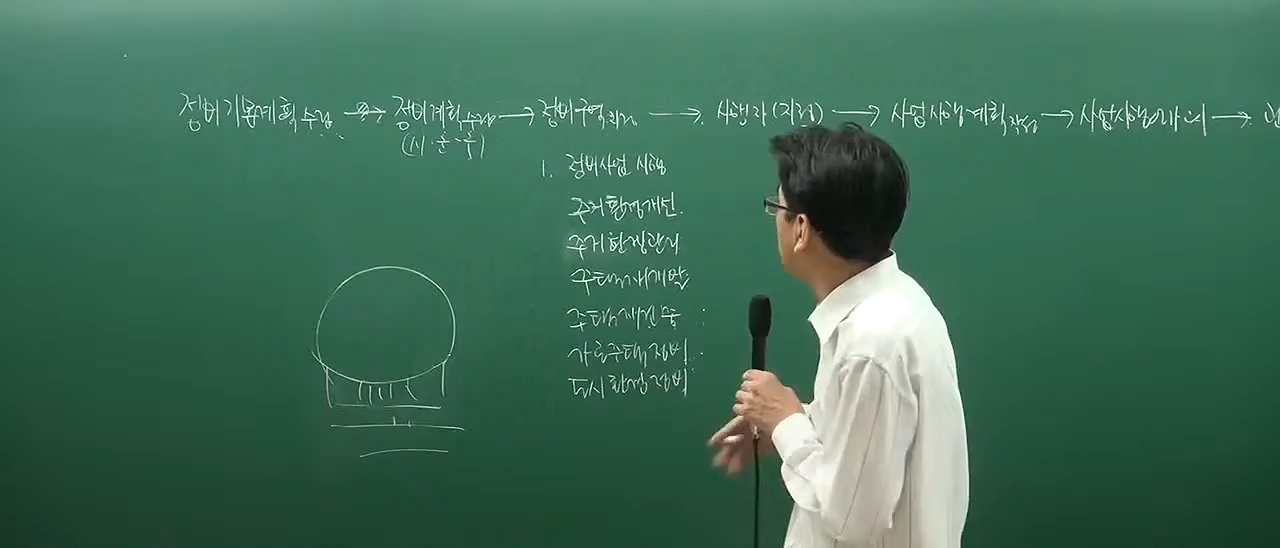 정비기본계획수립 → 정비계획수립 → 정비구역지정 → 시행자(지정) → 사업시행계획작성 → 사업시행인가 →
1. 정비사업 시행
주거환경개선
주거환경관리
주택재개발
주택재건축
가로주택정비
도시환경정비